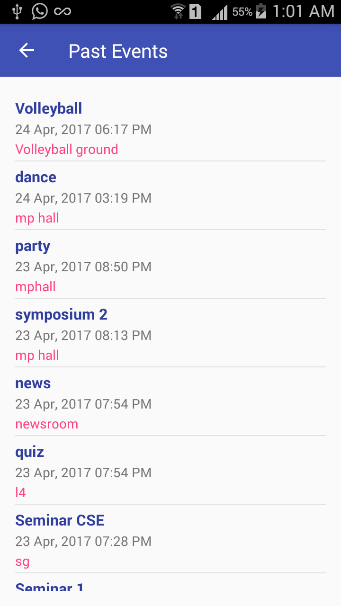 1 55% 1:01 AM
Past Events
Volleyball
24 Apr, 2017 06:17 PM
Volleyball ground
dance
24 Apr, 2017 03:19 PM
mp hall
party
23 Apr, 2017 08:50 PM
mphall
symposium 2
23 Apr, 2017 08:13 PM
mp hall
news
23 Apr, 2017 07:54 PM
newsroom
quiz
23 Apr, 2017 07:54 PM
l4
Seminar CSE
23 Apr, 2017 07:28 PM
sg
Seminar 1